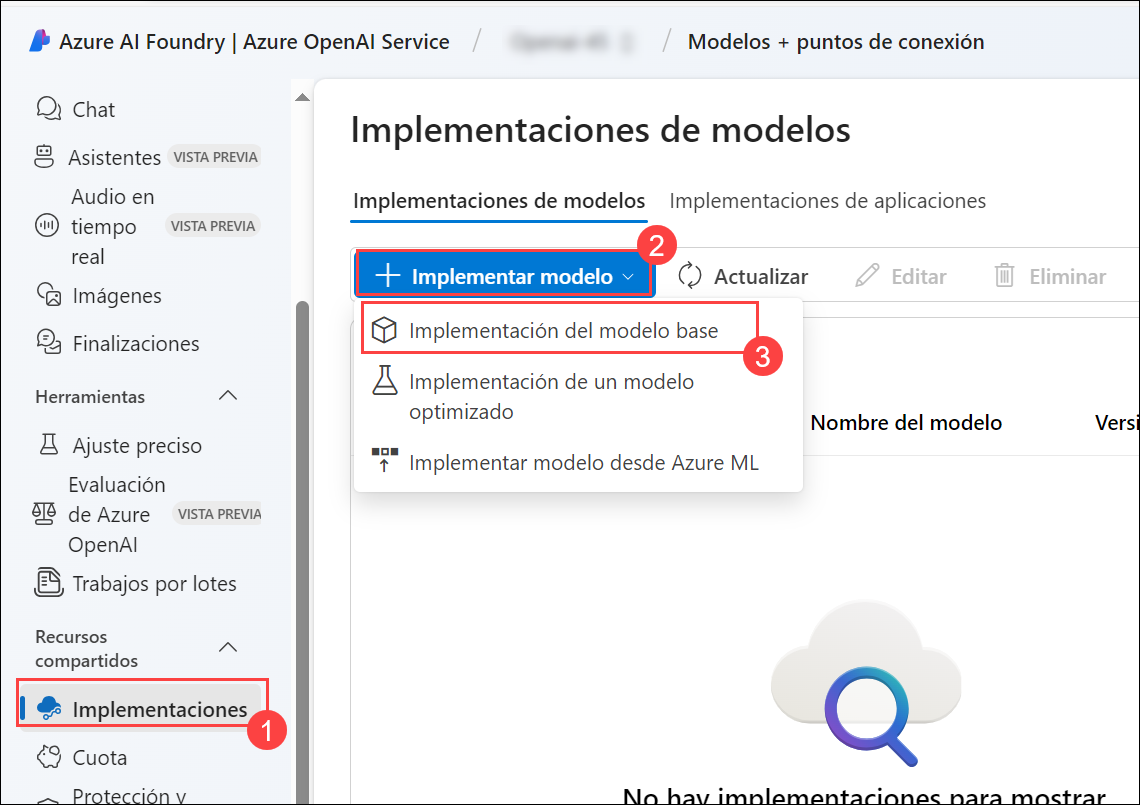 Azure AI Foundry | Azure OpenAI Service / / Modelos + puntos de conexión
Chat
Asistentes VISTA PREVIA
Audio en
tiempo
real
VISTA PREVIA
Imágenes
Finalizaciones
Herramientas
Ajuste preciso
Evaluación
de Azure
OpenAI
VISTA PREVIA
Trabajos por lotes
Recursos
compartidos
Implementaciones
1
Cuota
Protección y
Implementaciones de modelos
Implementaciones de modelos Implementaciones de aplicaciones
2
Implementar modelo Actualizar Editar Eliminar
Implementación del modelo base
3
Implementación de un modelo
optimizado
Implementar modelo desde Azure ML
Nombre del modelo Versi
No hay implementaciones para mostrar